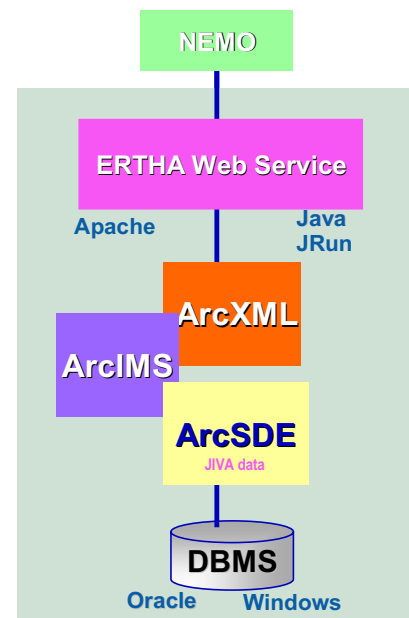 NEMO
ERTHA Web Service
Apache
Java
JRun
ArcXML
ArcIMS
ArcSDE
JIVA data
DBMS
Oracle
Windows